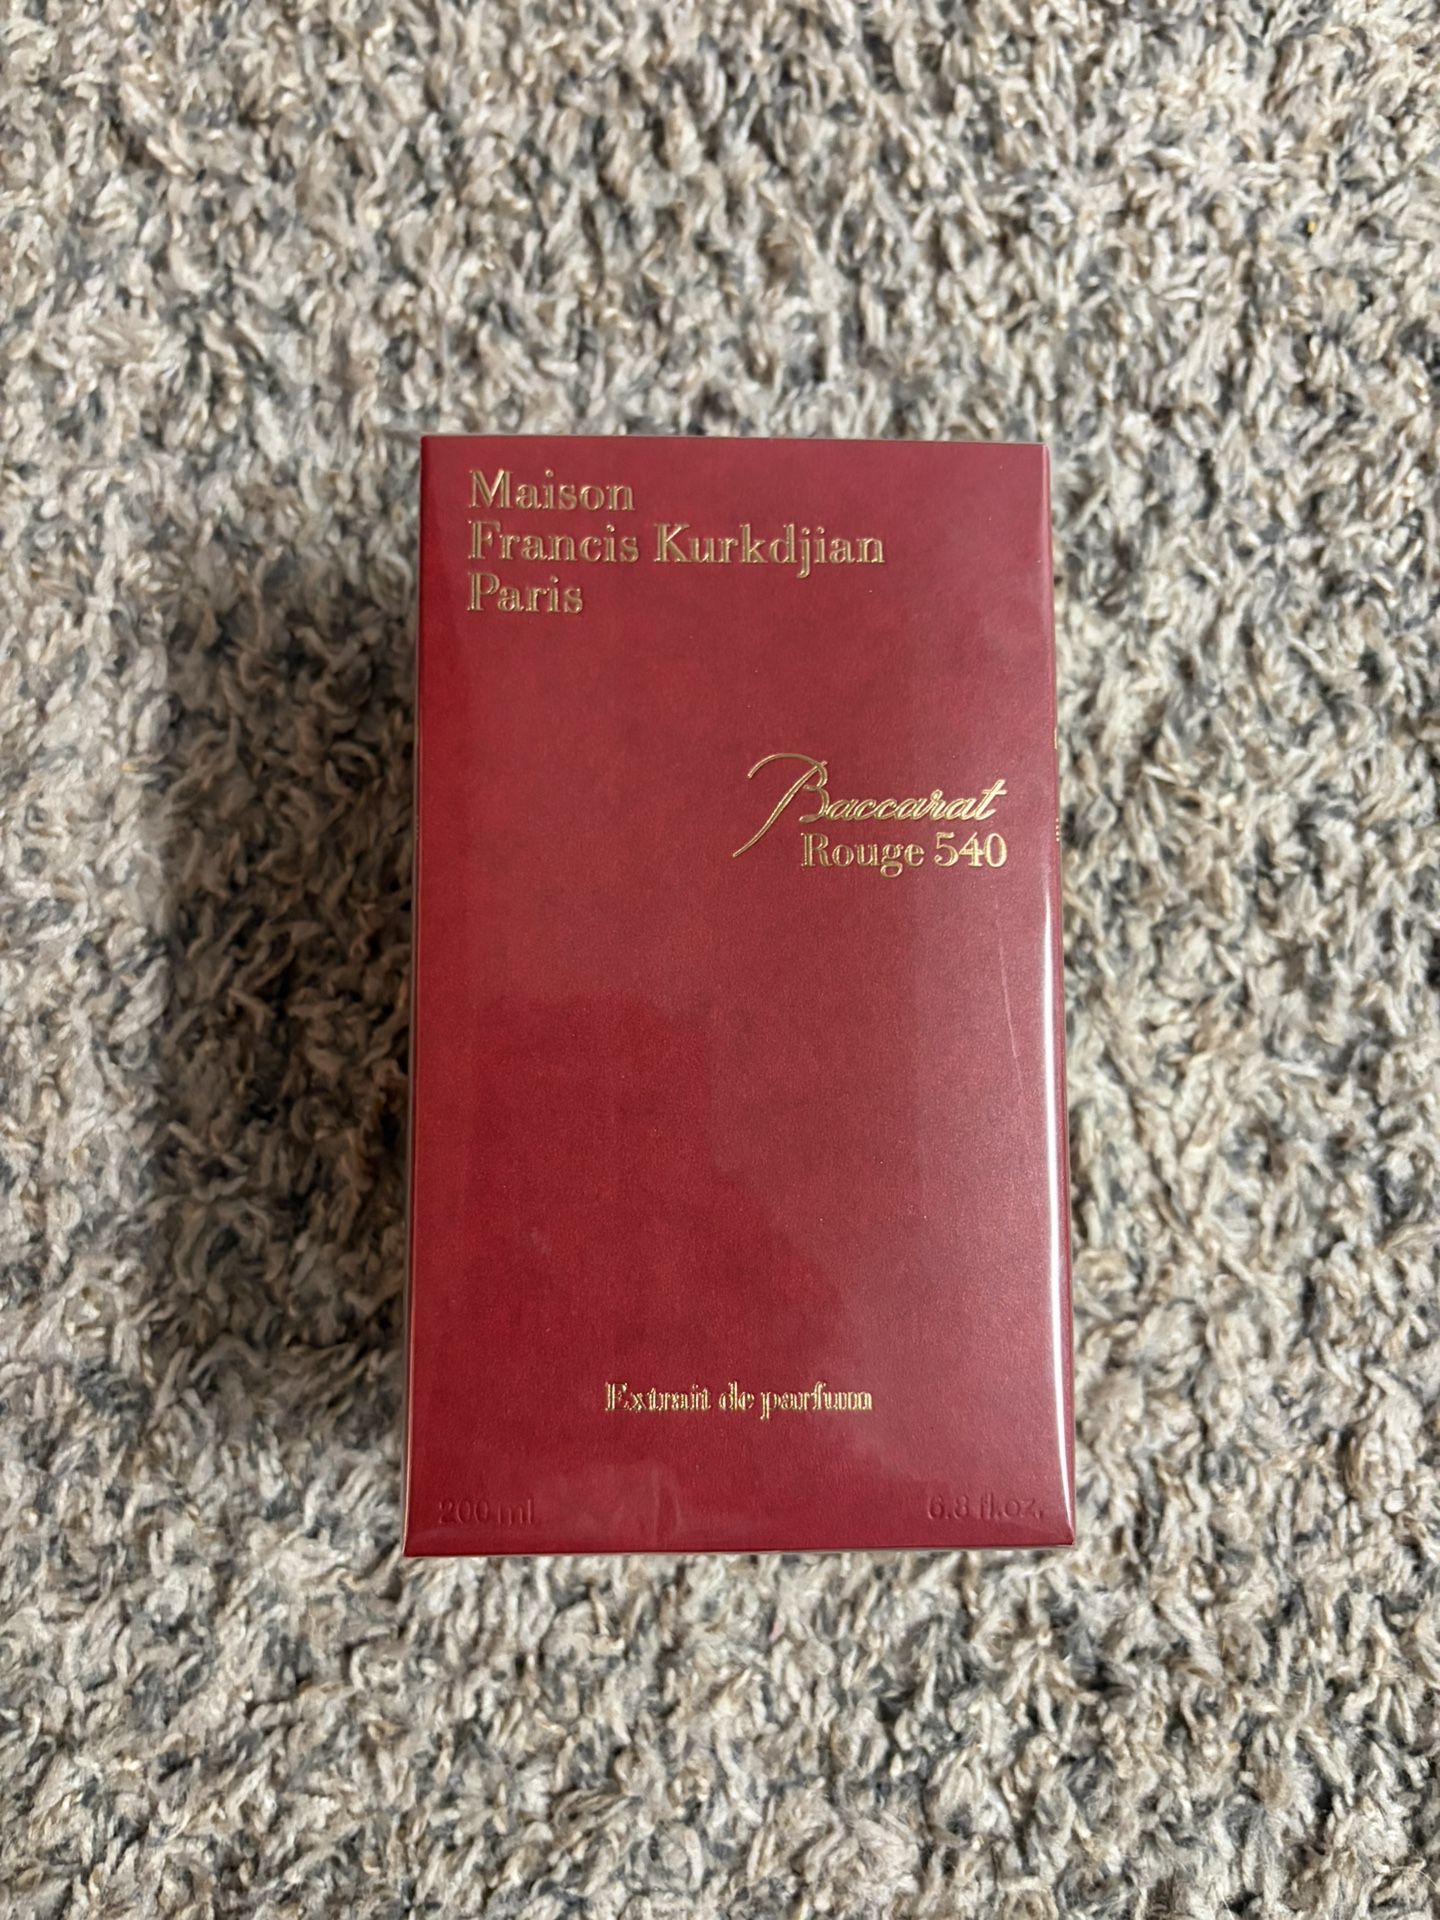 Maison
Francis Kurkdjian
Paris
Baccarat
Rouge 540
Extrait de parfum
200 ml 6.8 fl.oz.